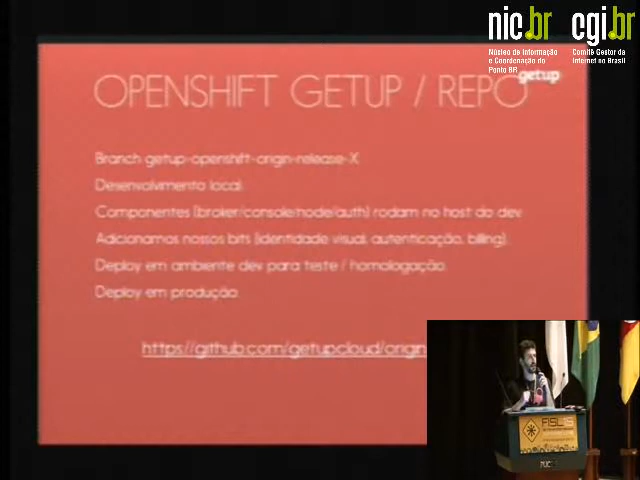 nic.br cgi.br
Núcleo de Informação
e Coordenação do
Ponto BR
Comitê Gestor da
Internet no Brasil
getup
OPENSHIFT GETUP / REPO
Branch getup-openshift-origin-release-X
Desenvolvimento local.
Componentes (broker/console/node/auth) rodam no host do dev.
Adicionamos nossos bits (identidade visual, autenticação, billing).
Deploy em ambiente dev para teste / homologação.
Deploy em produção.
https://github.com/getupcloud/origin
FISL15